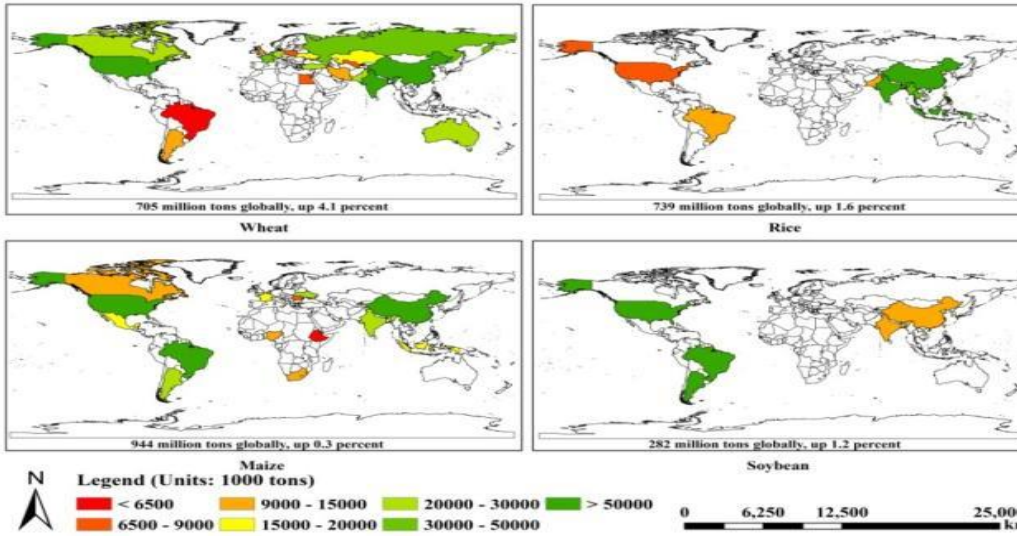 705 million tons globally, up 4.1 percent
739 million tons globally, up 1.6 percent
Wheat
Rice
944 million tons globally, up 0.3 percent
282 million tons globally, up 1.2 percent
Maize
Soybean
N
Legend (Units: 1000 tons)
< 6500
9000 - 15000
20000 - 30000
> 50000
6500 - 9000
15000 - 20000
30000 - 50000
0 6,250 12,500 25,000
km